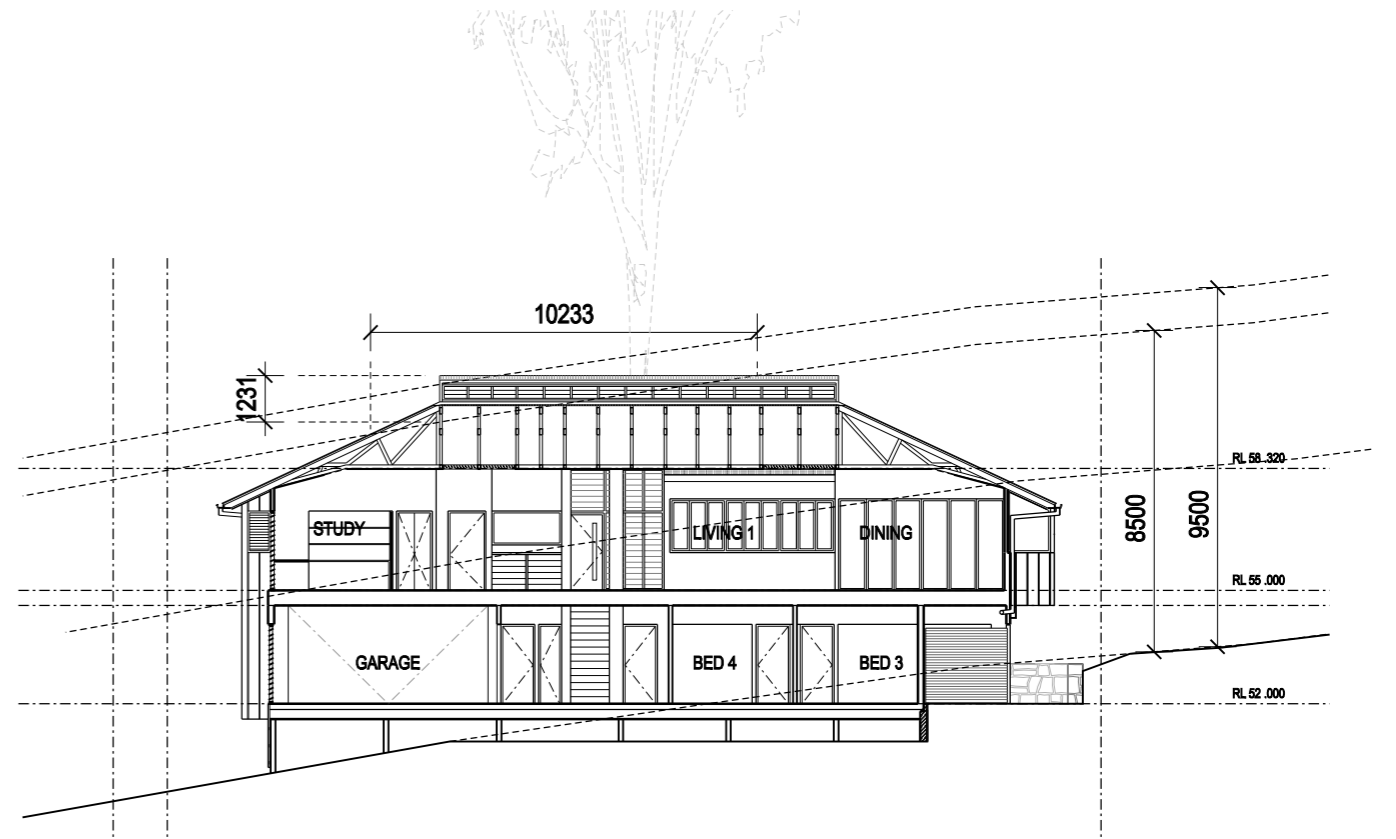 10233
1231
RL 58 .320
8500
9500
STUDY
LIVING 1
DINING
RL 55 .000
GARAGE
BED 4
BED 3
RL 52 .000